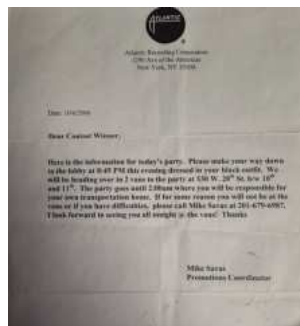 ATLANTIC
Atlantic Recording Corporation
1290 Ave of the Americas
New York, NY
Date:
Dear Contest Winner,
Here is the information for today's party. Please make your way down
to the lobby at 8:45 PM this evening dressed in your black outfit. We
will be heading over in 2 vans to the party at 530 W. 28th St. b/w 10th
and 11th. The party goes until 2:00am where you will be responsible for
your own transportation home. If for some reason you will not be at the
vans or if you have difficulties, please call Mike Savas at 201-679-6987.
I look forward to seeing you all tonight @ the vans! Thanks
Mike Savas
Promotions Coordinator